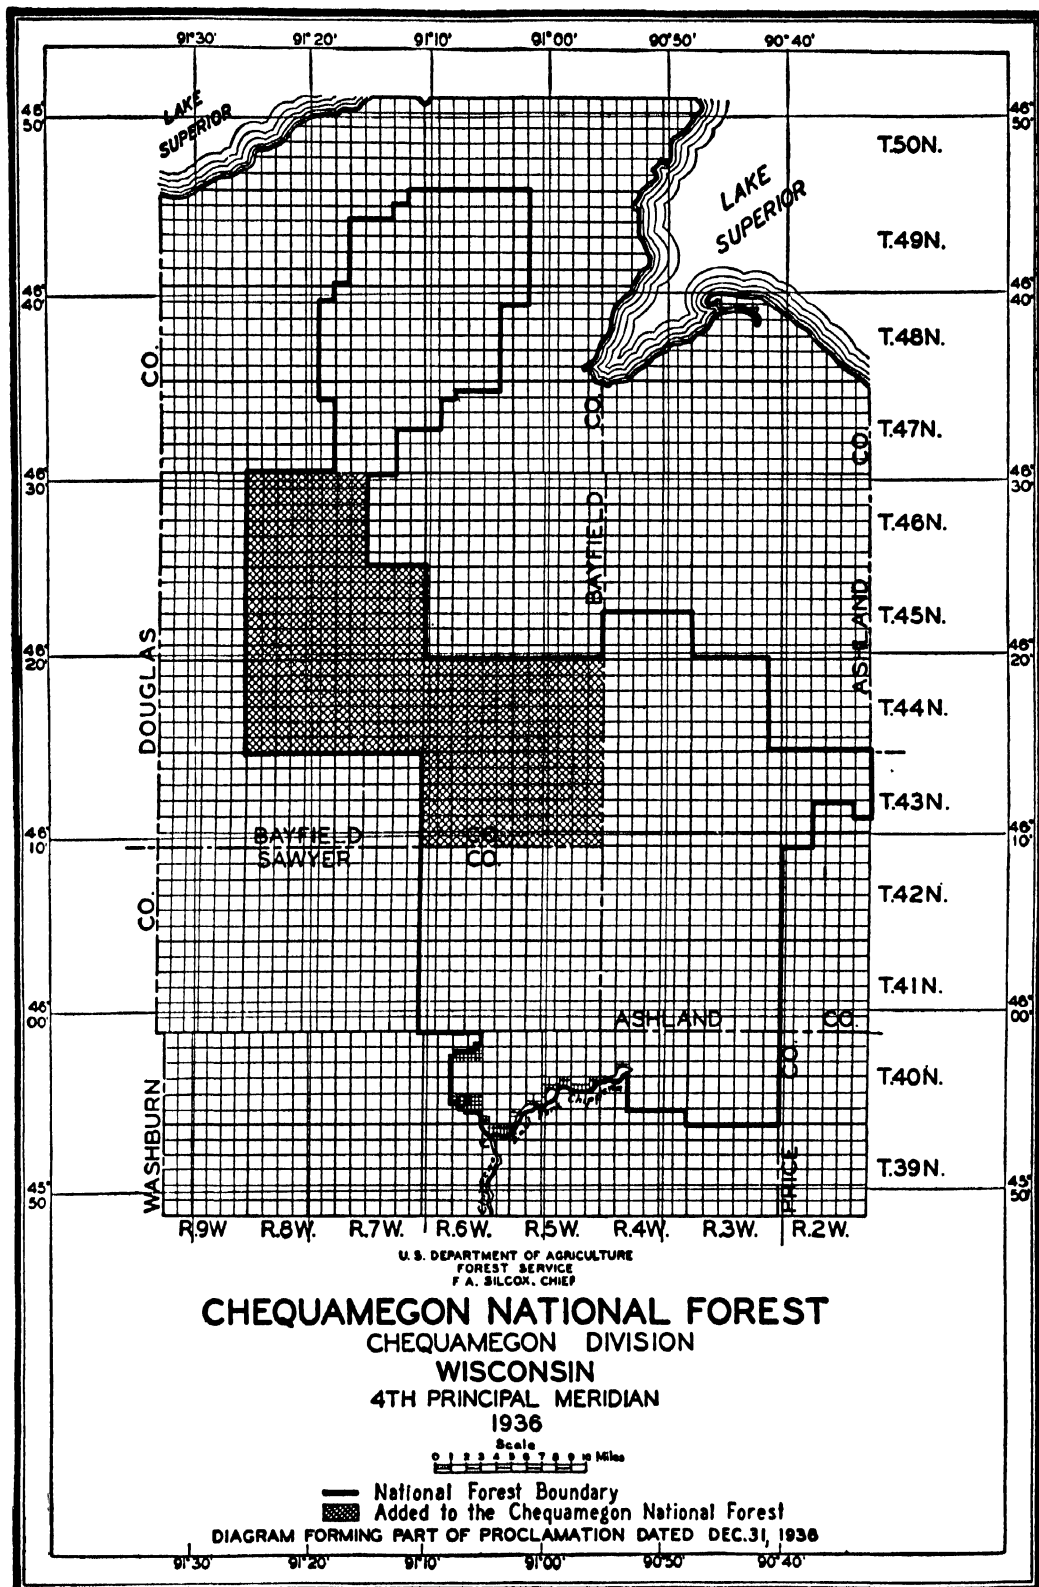 91°30' 91°20' 91°10' 91°00' 90°50' 90°40'
46° 50'
46° 50'
LAKE
SUPERIOR
LAKE
SUPERIOR
T.50N.
T.49N.
46° 40'
46° 40'
T.48N.
CO.
CO.
CO.
T.47N.
46° 30'
46° 30'
T.46N.
BAYFIELD
ASHLAND
T.45N.
46° 20'
46° 20'
DOUGLAS
T.44N.
T.43N.
46° 10'
46° 10'
BAYFIELD CO.
SAWYER CO.
CO.
T.42N.
T.41N.
46° 00'
46° 00'
ASHLAND CO.
CO.
T.40N.
Chippewa
WASHBURN
PRICE
T.39N.
45° 50'
45° 50'
R.9W R.8W. R.7W. R.6W. R.5W. R.4W. R.3W. R.2W.
U. S. DEPARTMENT OF AGRICULTURE
FOREST SERVICE
F A. SILCOX, CHIEF
CHEQUAMEGON NATIONAL FOREST
CHEQUAMEGON DIVISION
WISCONSIN
4TH PRINCIPAL MERIDIAN
1936
Scale
0 1 2 3 4 5 6 7 8 9 10 Miles
National Forest Boundary
Added to the Chequamegon National Forest
DIAGRAM FORMING PART OF PROCLAMATION DATED DEC.31, 1936
91°30' 91°20' 91°10' 91°00' 90°50' 90°40'